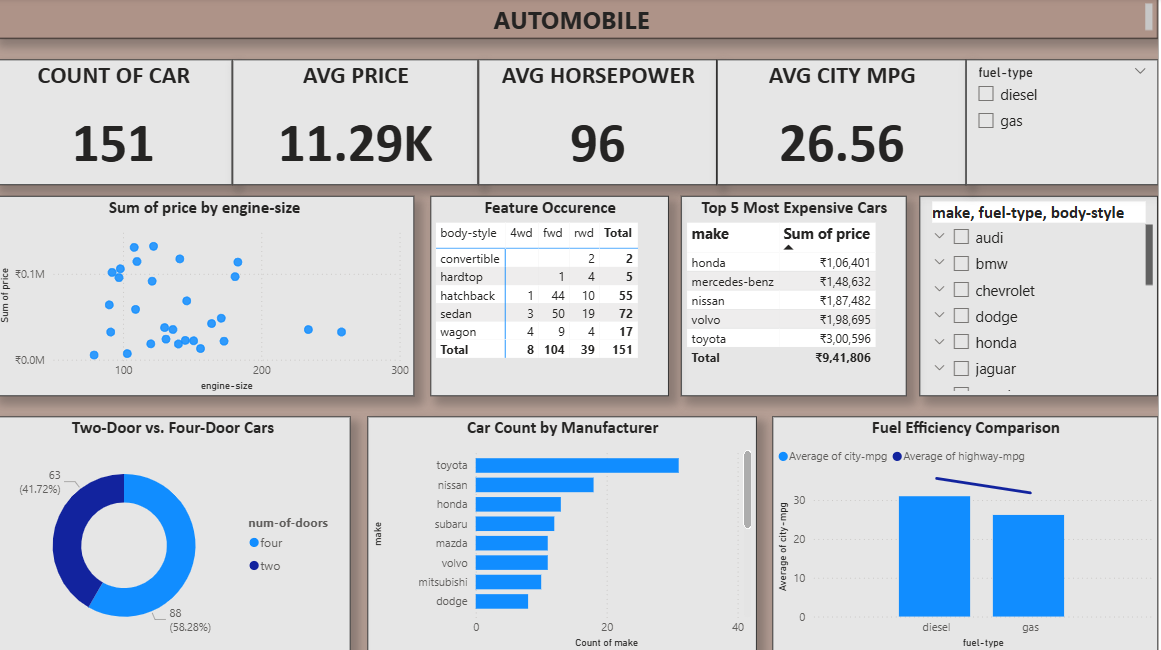 AUTOMOBILE
COUNT OF CAR
151
AVG PRICE
11.29K
AVG HORSEPOWER
96
AVG CITY MPG
26.56
fuel-type
diesel
gas
Sum of price by engine-size
Sum of price
₹0.1M
₹0.0M
100 200 300
engine-size
Feature Occurence
body-style 4wd fwd rwd Total
convertible 2 2
hardtop 1 4 5
hatchback 1 44 10 55
sedan 3 50 19 72
wagon 4 9 4 17
Total 8 104 39 151
Top 5 Most Expensive Cars
make Sum of price
honda ₹1,06,401
mercedes-benz ₹1,48,632
nissan ₹1,87,482
volvo ₹1,98,695
toyota ₹3,00,596
Total ₹9,41,806
make, fuel-type, body-style
audi
bmw
chevrolet
dodge
honda
jaguar
Two-Door vs. Four-Door Cars
63
(41.72%)
88
(58.28%)
num-of-doors
four
two
Car Count by Manufacturer
make
toyota
nissan
honda
subaru
mazda
volvo
mitsubishi
dodge
0 20 40
Count of make
Fuel Efficiency Comparison
Average of city-mpg Average of highway-mpg
Average of city-mpg
30
20
10
0
diesel gas
fuel-type